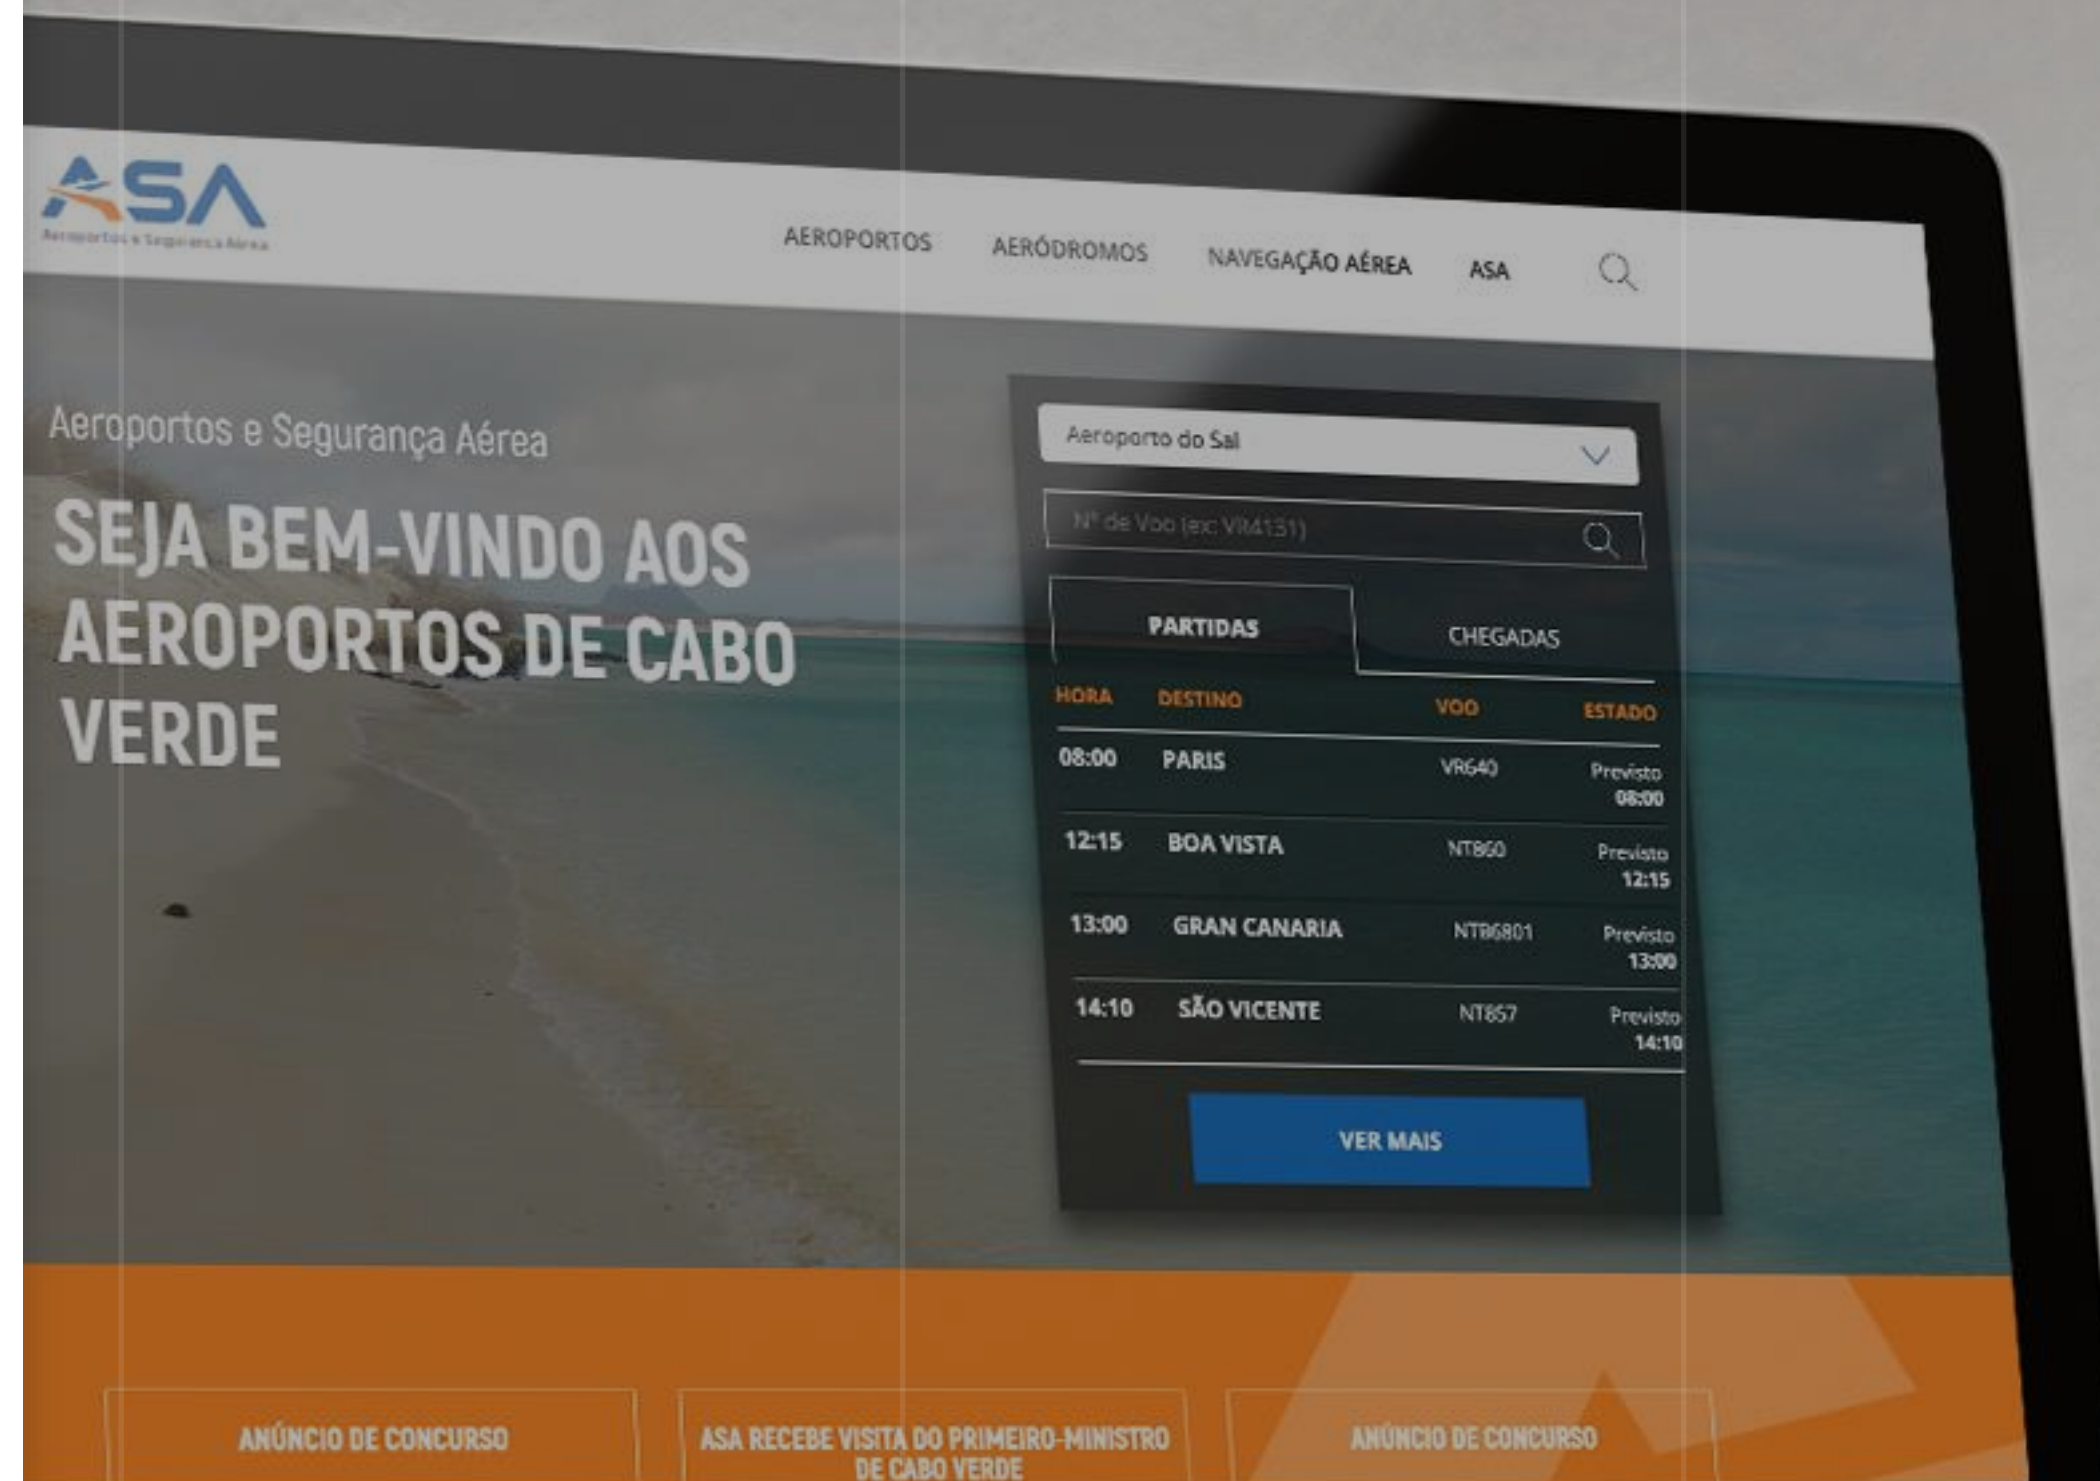 ASA
Aeroportos e Segurança Aérea
AEROPORTOS
AERÓDROMOS
NAVEGAÇÃO AÉREA
ASA
Aeroportos e Segurança Aérea
SEJA BEM-VINDO AOS
AEROPORTOS DE CABO
VERDE
Aeroporto do Sal
Nº de Voo (ex: VR4131)
PARTIDAS
CHEGADAS
HORA DESTINO VOO ESTADO
08:00 PARIS VR640 Previsto
08:00
12:15 BOA VISTA NT860 Previsto
12:15
13:00 GRAN CANARIA NTB6801 Previsto
13:00
14:10 SÃO VICENTE NT857 Previsto
14:10
VER MAIS
ANÚNCIO DE CONCURSO
ASA RECEBE VISITA DO PRIMEIRO-MINISTRO
DE CABO VERDE
ANÚNCIO DE CONCURSO